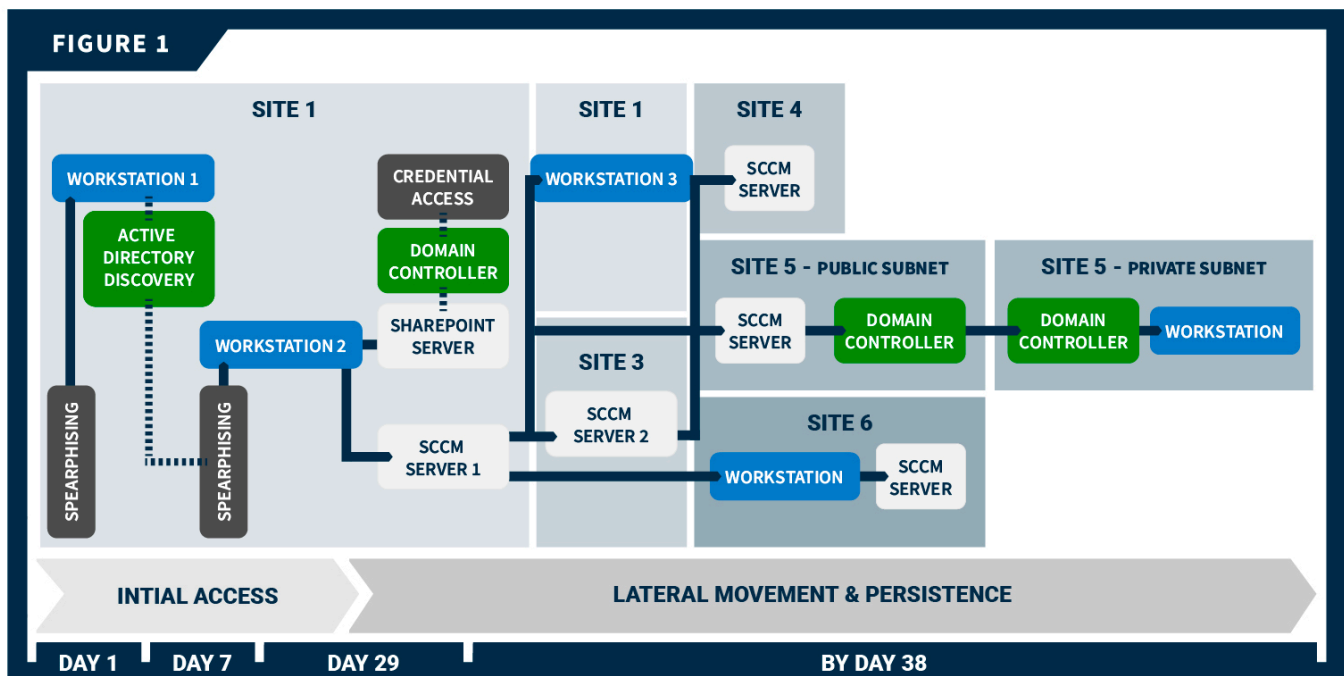 FIGURE 1
SITE 1
WORKSTATION 1
ACTIVE
DIRECTORY
DISCOVERY
SPEARPHISING
WORKSTATION 2
SPEARPHISING
CREDENTIAL
ACCESS
DOMAIN
CONTROLLER
SHAREPOINT
SERVER
SCCM
SERVER 1
SITE 1
WORKSTATION 3
SITE 3
SCCM
SERVER 2
SITE 4
SCCM
SERVER
SITE 5 - PUBLIC SUBNET
SCCM
SERVER
DOMAIN
CONTROLLER
SITE 5 - PRIVATE SUBNET
DOMAIN
CONTROLLER
WORKSTATION
SITE 6
WORKSTATION
SCCM
SERVER
INTIAL ACCESS
LATERAL MOVEMENT & PERSISTENCE
DAY 1
DAY 7
DAY 29
BY DAY 38